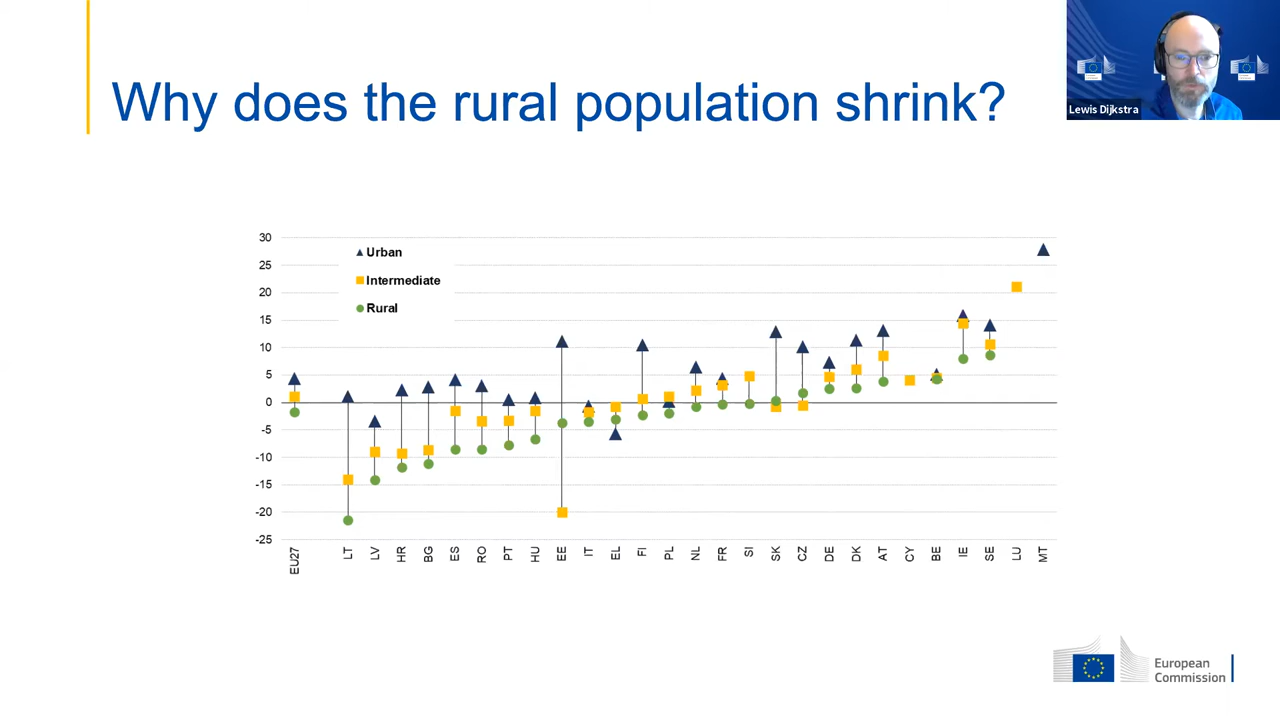 Why does the rural population shrink?
Lewis Dijkstra
30
25
20
15
10
5
0
-5
-10
-15
-20
-25
Urban
Intermediate
Rural
EU27 LT LV HR BG ES RO PT HU EE IT EL FI PL NL FR SI SK CZ DE DK AT CY BE IE SE LU MT
European
Commission